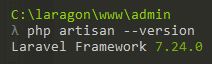 C:\laragon\www\admin
λ php artisan --version
Laravel Framework 7.24.0